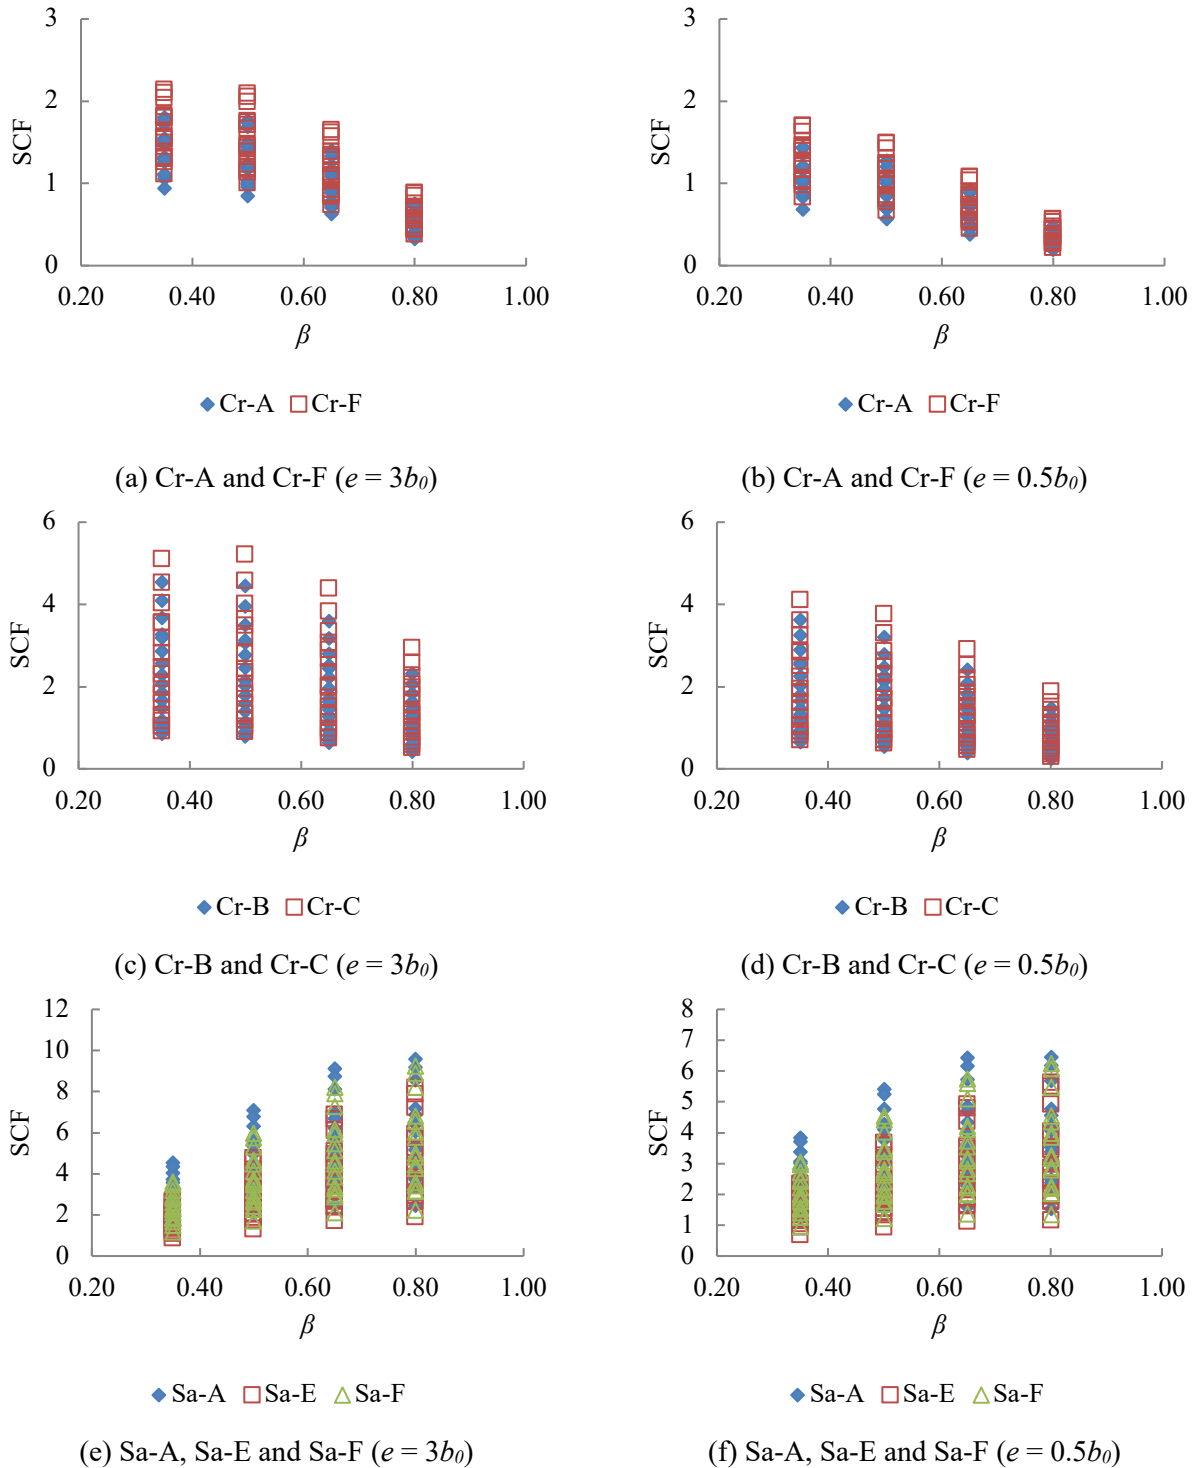 3
2
1
0
SCF
0.20 0.40 0.60 0.80 1.00
β
Cr-A Cr-F
(a) Cr-A and Cr-F (e = 3b0)
3
2
1
0
SCF
0.20 0.40 0.60 0.80 1.00
β
Cr-A Cr-F
(b) Cr-A and Cr-F (e = 0.5b0)
6
4
2
0
SCF
0.20 0.40 0.60 0.80 1.00
β
Cr-B Cr-C
(c) Cr-B and Cr-C (e = 3b0)
6
4
2
0
SCF
0.20 0.40 0.60 0.80 1.00
β
Cr-B Cr-C
(d) Cr-B and Cr-C (e = 0.5b0)
12
10
8
6
4
2
0
SCF
0.20 0.40 0.60 0.80 1.00
β
Sa-A Sa-E Sa-F
(e) Sa-A, Sa-E and Sa-F (e = 3b0)
8
7
6
5
4
3
2
1
0
SCF
0.20 0.40 0.60 0.80 1.00
β
Sa-A Sa-E Sa-F
(f) Sa-A, Sa-E and Sa-F (e = 0.5b0)